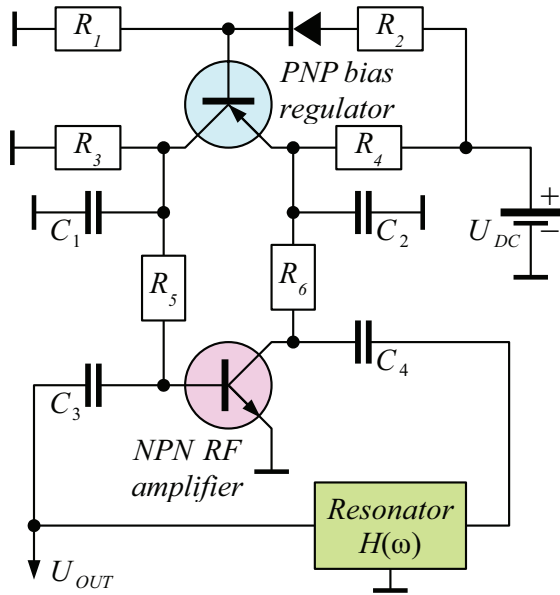 R1
R2
PNP bias
regulator
R3
R4
C1
C2
UDC
+
−
R5
R6
C3
C4
NPN RF
amplifier
Resonator
H(ω)
UOUT